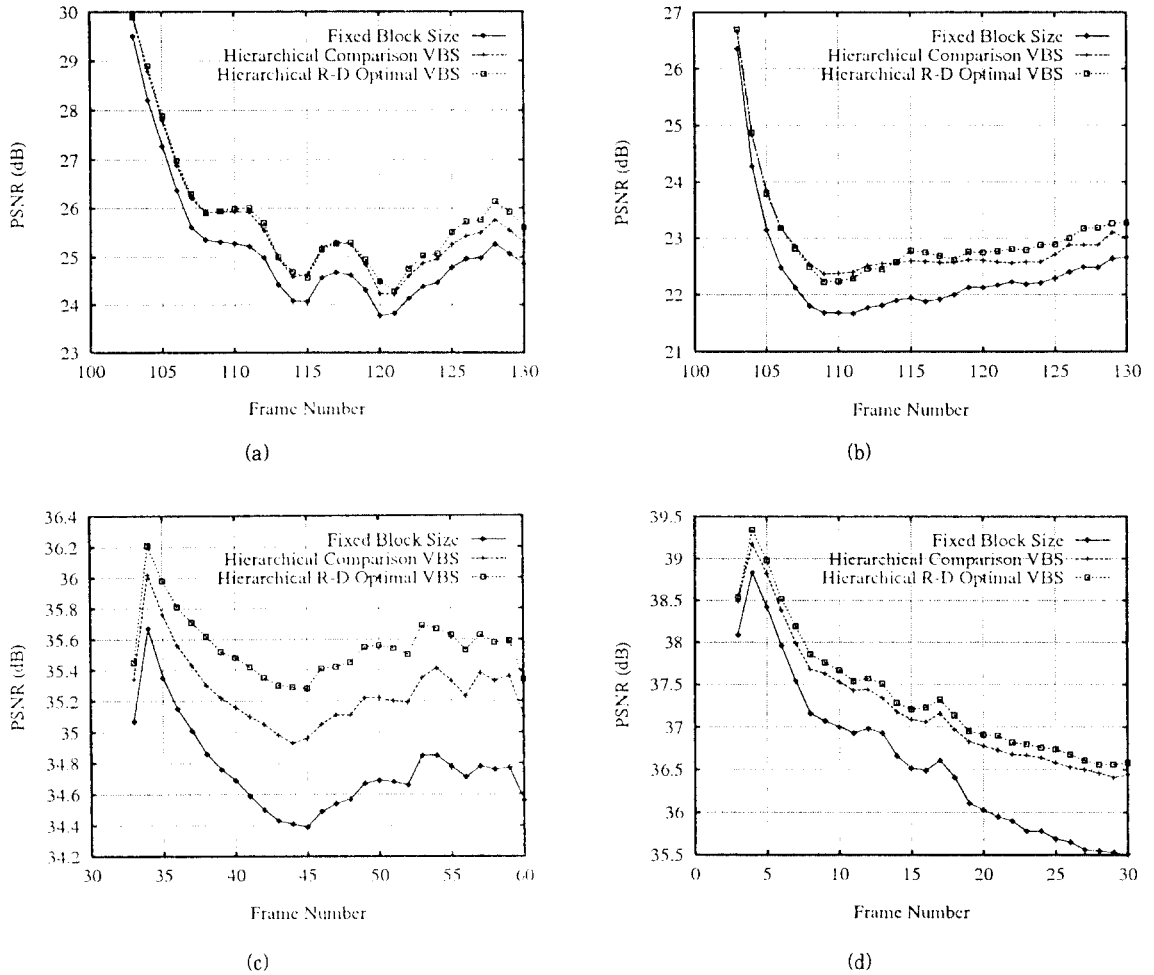 30
29
28
27
26
25
24
23
PSNR (dB)
Fixed Block Size
Hierarchical Comparison VBS
Hierarchical R-D Optimal VBS
100 105 110 115 120 125 130
Frame Number
(a)
27
26
25
24
23
22
21
PSNR (dB)
Fixed Block Size
Hierarchical Comparison VBS
Hierarchical R-D Optimal VBS
100 105 110 115 120 125 130
Frame Number
(b)
36.4
36.2
36
35.8
35.6
35.4
35.2
35
34.8
34.6
34.4
34.2
PSNR (dB)
Fixed Block Size
Hierarchical Comparison VBS
Hierarchical R-D Optimal VBS
30 35 40 45 50 55 60
Frame Number
(c)
39.5
39
38.5
38
37.5
37
36.5
36
35.5
PSNR (dB)
Fixed Block Size
Hierarchical Comparison VBS
Hierarchical R-D Optimal VBS
0 5 10 15 20 25 30
Frame Number
(d)